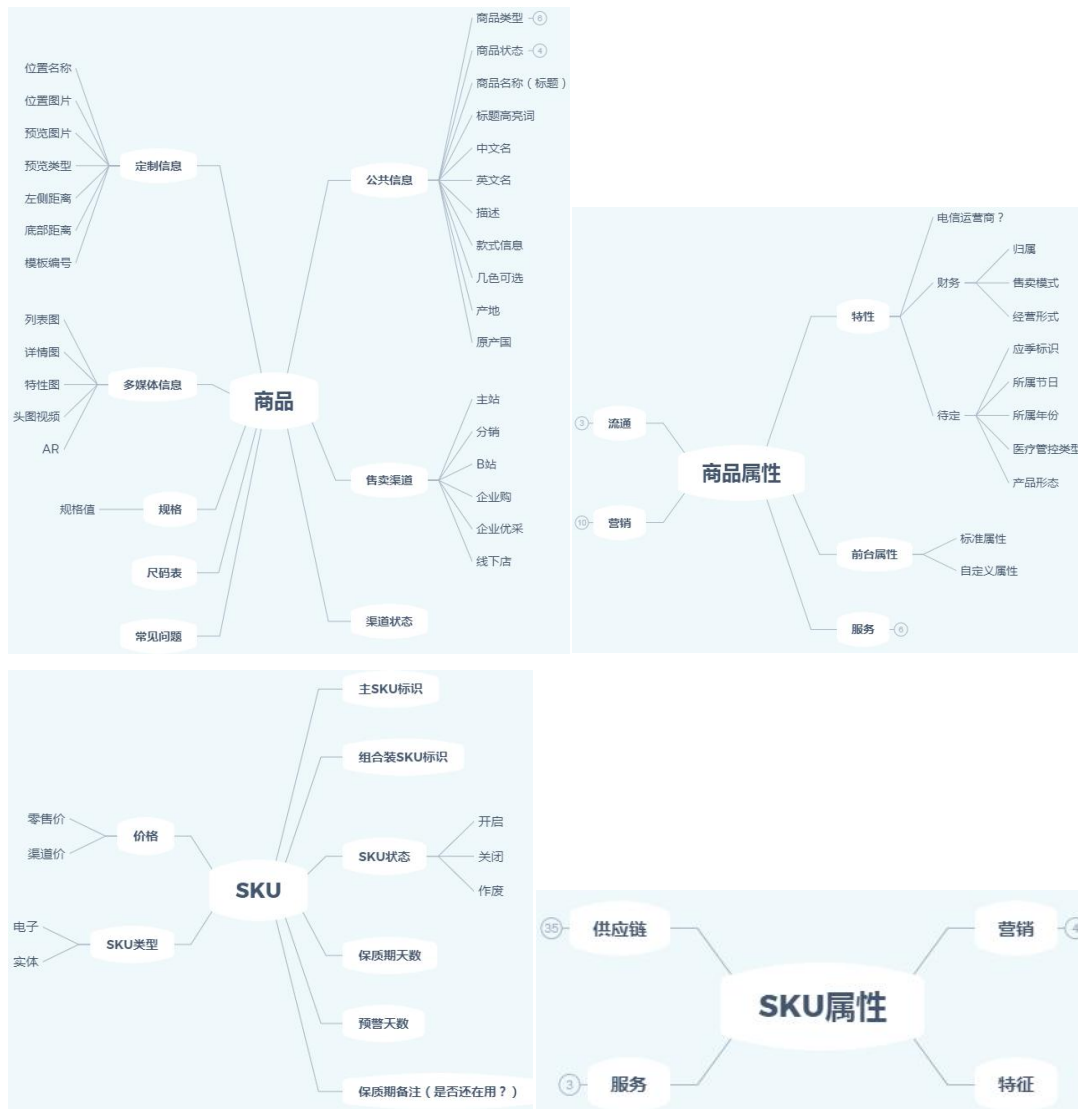 商品
定制信息
位置名称
位置图片
预览图片
预览类型
左侧距离
底部距离
模板编号
多媒体信息
列表图
详情图
特性图
头图视频
AR
规格
规格值
尺码表
常见问题
公共信息
商品类型 6
商品状态 4
商品名称（标题）
标题高亮词
中文名
英文名
描述
款式信息
几色可选
产地
原产国
售卖渠道
主站
分销
B站
企业购
企业优采
线下店
渠道状态
商品属性
3 流通
10 营销
特性
电信运营商？
财务
归属
售卖模式
经营形式
待定
应季标识
所属节日
所属年份
医疗管控类型
产品形态
前台属性
标准属性
自定义属性
服务 6
SKU
价格
零售价
渠道价
SKU类型
电子
实体
主SKU标识
组合装SKU标识
SKU状态
开启
关闭
作废
保质期天数
预警天数
保质期备注（是否还在用？）
SKU属性
35 供应链
3 服务
营销 4
特征